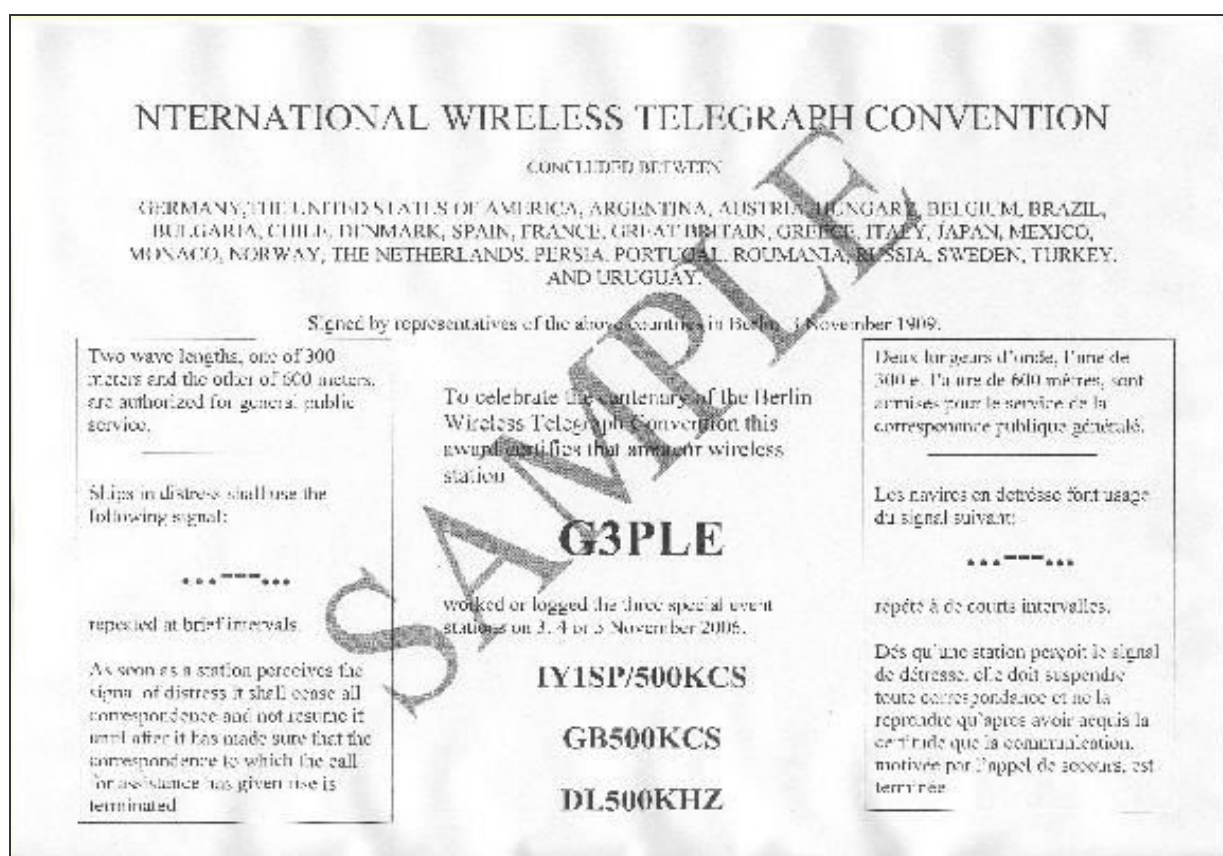 NTERNATIONAL WIRELESS TELEGRAPH CONVENTION
CONCLUDED BETWEEN
GERMANY, THE UNITED STATES OF AMERICA, ARGENTINA, AUSTRIA, HUNGARY, BELGIUM, BRAZIL,
BULGARIA, CHILE, DENMARK, SPAIN, FRANCE, GREAT BRITAIN, GREECE, ITALY, JAPAN, MEXICO,
MONACO, NORWAY, THE NETHERLANDS, PERSIA, PORTUGAL, ROUMANIA, RUSSIA, SWEDEN, TURKEY,
AND URUGUAY.
Signed by representatives of the above countries in Berlin, 3 November 1909.
Two wave lengths, one of 300
meters and the other of 600 meters,
are authorized for general public
service.
Ships in distress shall use the
following signal:
...---...
repeated at brief intervals.
As soon as a station perceives the
signal of distress it shall cease all
correspondence and not resume it
until after it has made sure that the
correspondence to which the call
for assistance has given rise is
terminated
To celebrate the centenary of the Berlin
Wireless Telegraph Convention this
award certifies that amateur wireless
station
G3PLE
worked or logged the three special event
stations on 3, 4 or 5 November 2006.
IY1SP/500KCS
GB500KCS
DL500KHZ
Deux longeurs d'onde, l'une de
300 et l'autre de 600 mètres, sont
admises pour le service de la
corresponance publique généralé.
Les navires en detrésse font usage
du signal suivant:
...---...
répété à de courts intervalles.
Dés qu'une station perçoit le signal
de détresse, elle doit suspendre
toute correspondance et ne la
reprondre qu'apres avoir acquis la
certitude que la communication,
motivée par l'appel de secours, est
terminée
SAMPLE